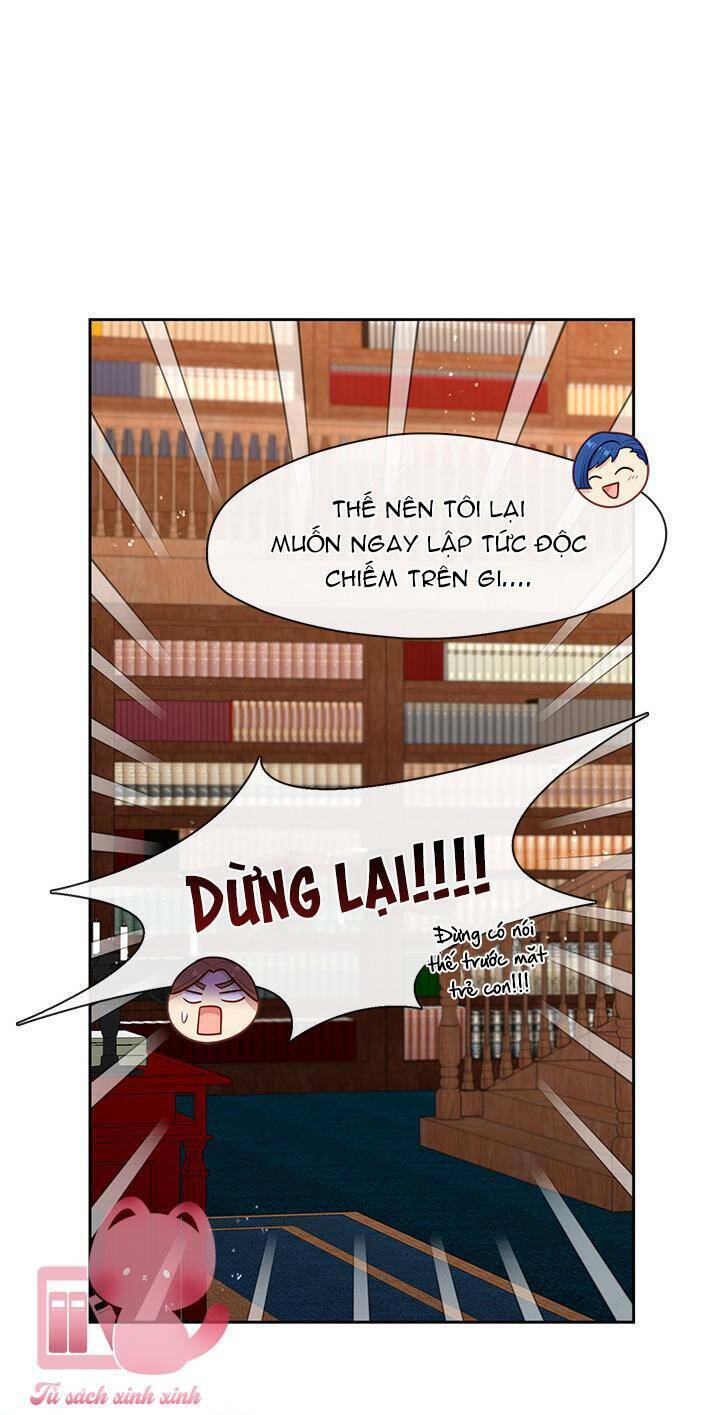 THẾ NÊN TÔI LẠI
MUỐN NGAY LẬP TỨC ĐỘC
CHIẾM TRÊN GI....
DỪNG LẠI!!!!
Đừng có nói
thế trước mặt
trẻ con!!!
Tủ sách xinh xinh